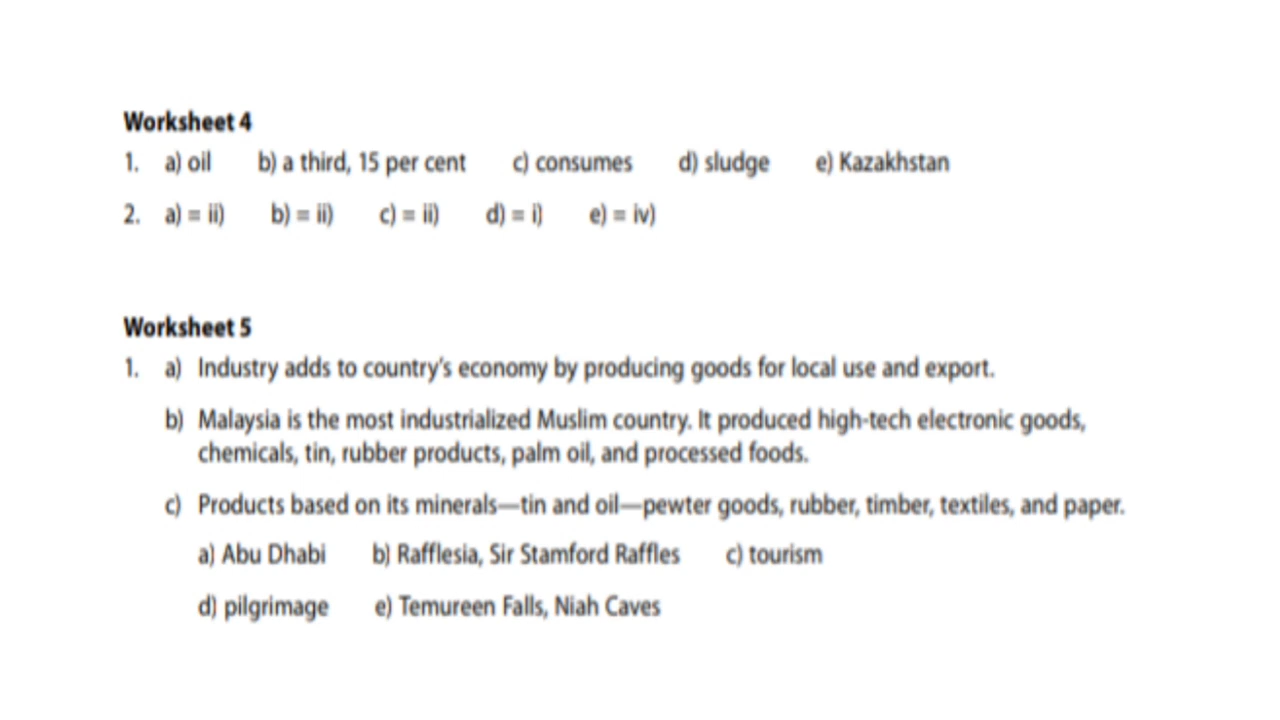 Worksheet 4
1. a) oil b) a third, 15 per cent c) consumes d) sludge e) Kazakhstan
2. a) = ii) b) = ii) c) = ii) d) = i) e) = iv)
Worksheet 5
1. a) Industry adds to country's economy by producing goods for local use and export.
b) Malaysia is the most industrialized Muslim country. It produced high-tech electronic goods,
chemicals, tin, rubber products, palm oil, and processed foods.
c) Products based on its minerals—tin and oil—pewter goods, rubber, timber, textiles, and paper.
a) Abu Dhabi b) Rafflesia, Sir Stamford Raffles c) tourism
d) pilgrimage e) Temureen Falls, Niah Caves